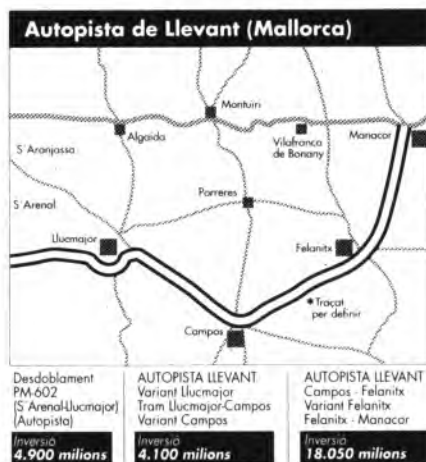 Autopista de Llevant (Mallorca)
Montuiri
Algaida
Vilafranca
de Bonany
Manacor
S'Aranjassa
Porreres
S'Arenal
Llucmajor
Felanitx
Traçat
per definir
Campos
Desdoblament
PM-602
(S'Arenal-Llucmajor)
(Autopista)
Inversió
4.900 milions
AUTOPISTA LLEVANT
Variant Llucmajor
Tram Llucmajor-Campos
Variant Campos
Inversió
4.100 milions
AUTOPISTA LLEVANT
Campos - Felanitx
Variant Felanitx
Felanitx - Manacor
Inversió
18.050 milions